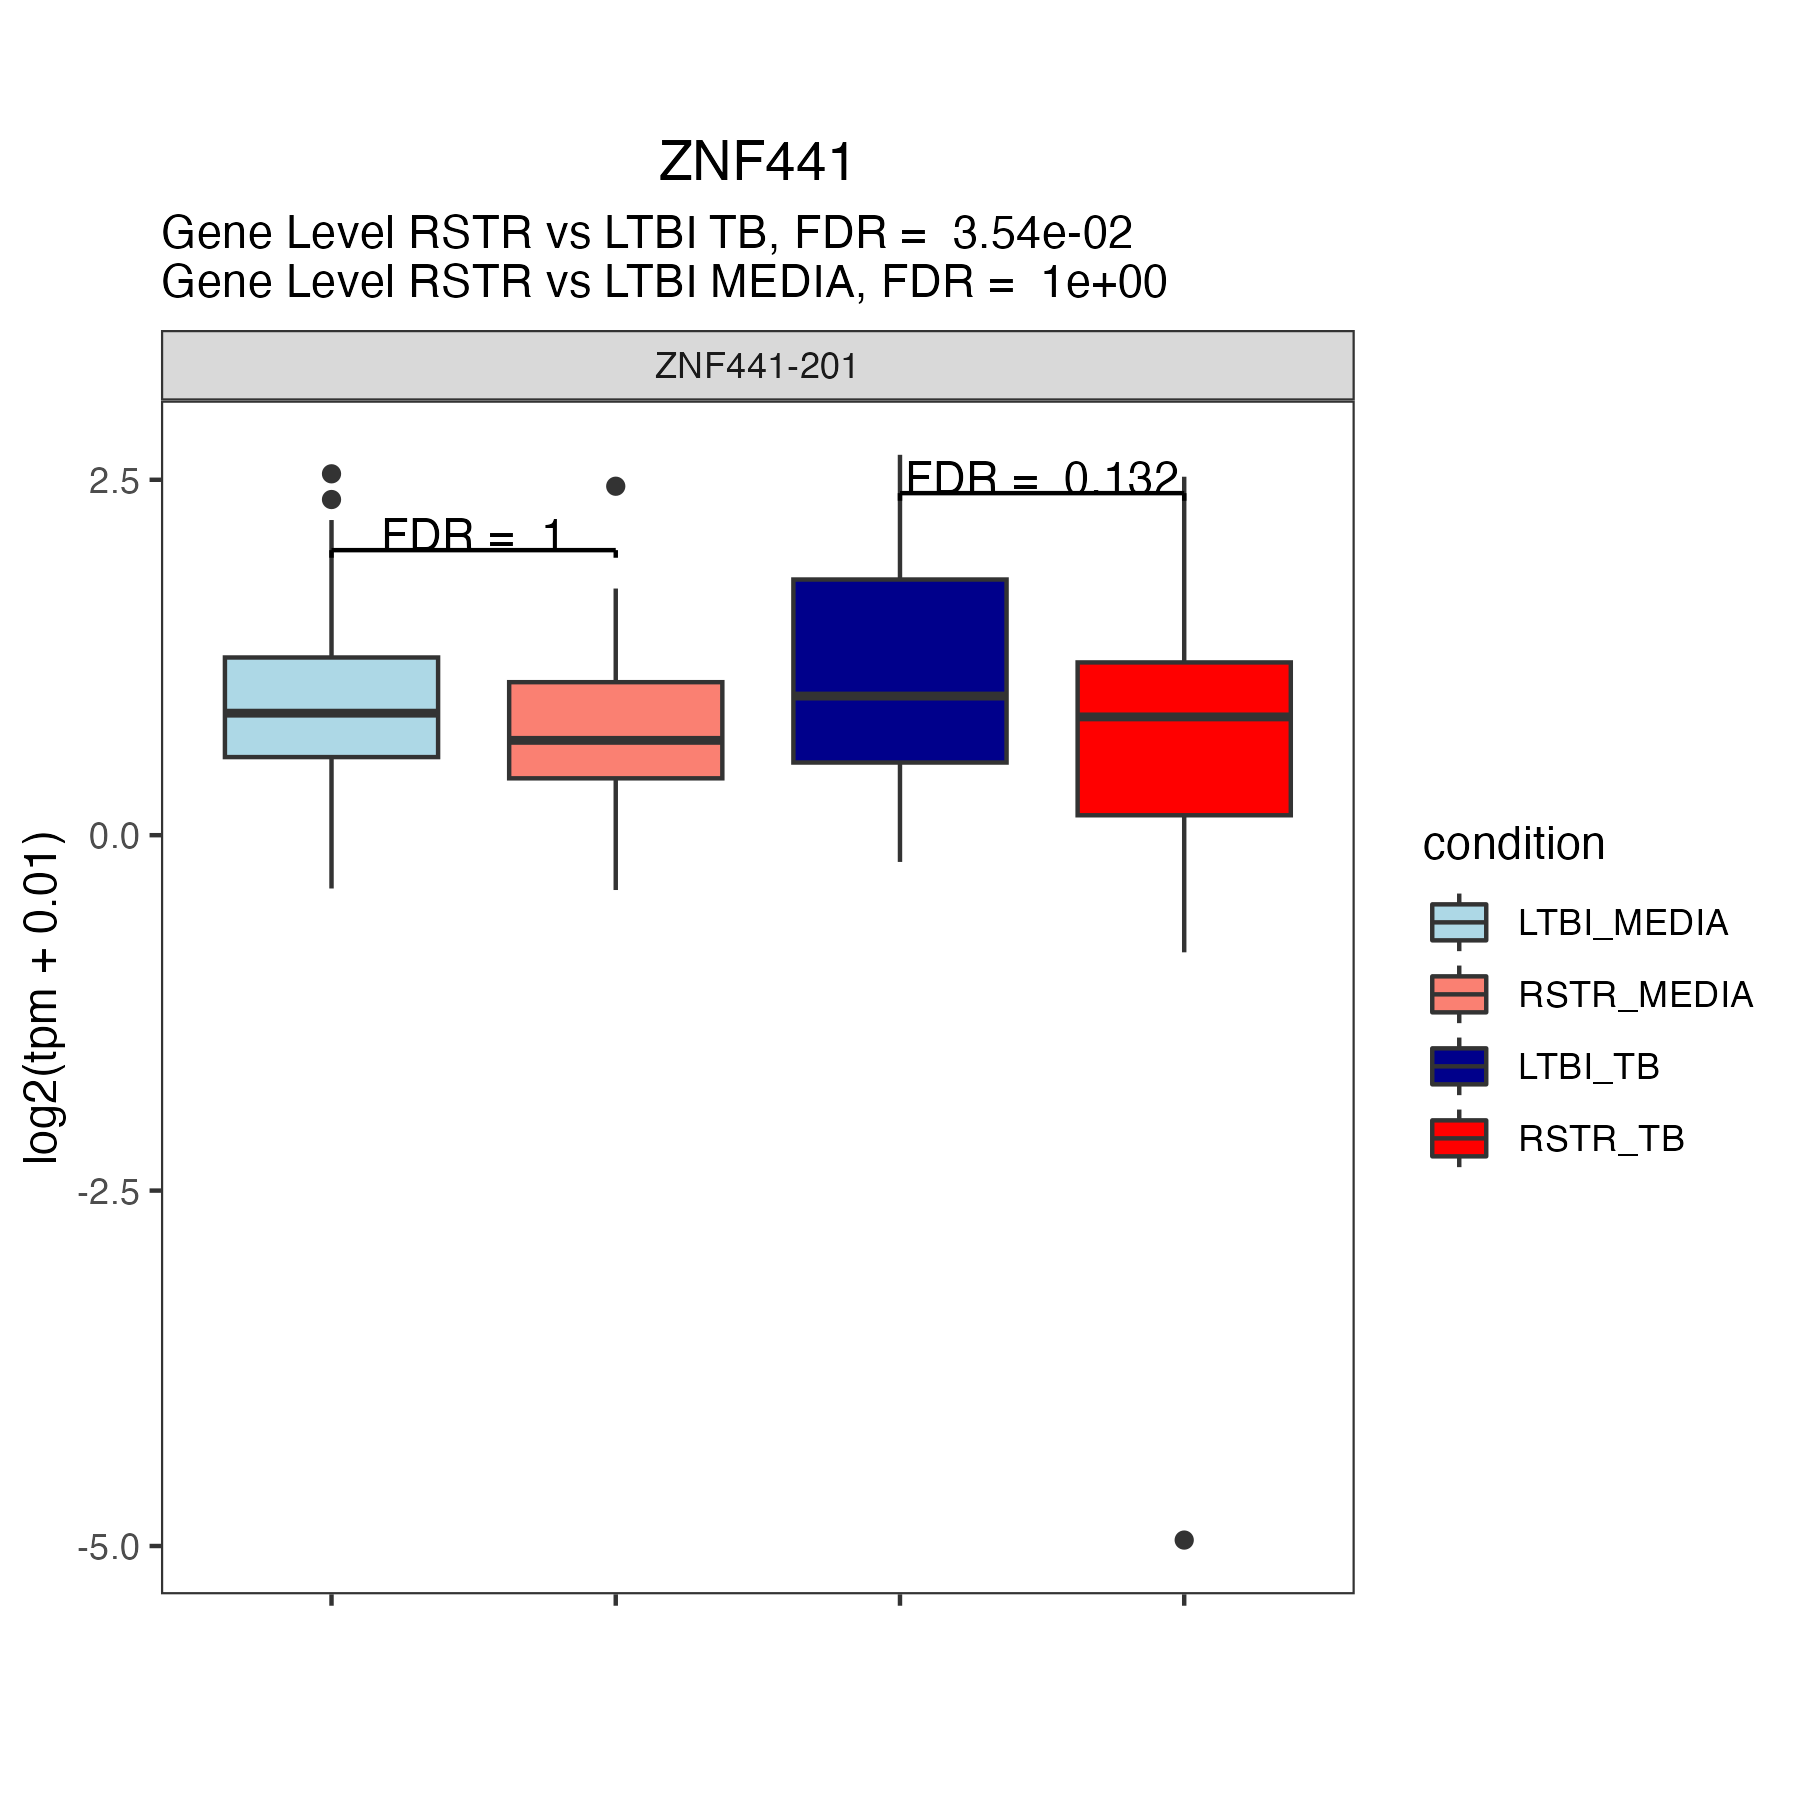 ZNF441
Gene Level RSTR vs LTBI TB, FDR =  3.54e-02
Gene Level RSTR vs LTBI MEDIA, FDR =  1e+00
ZNF441-201
FDR =  1
FDR =  0.132
2.5
0.0
-2.5
-5.0
log2(tpm + 0.01)
condition
LTBI_MEDIA
RSTR_MEDIA
LTBI_TB
RSTR_TB